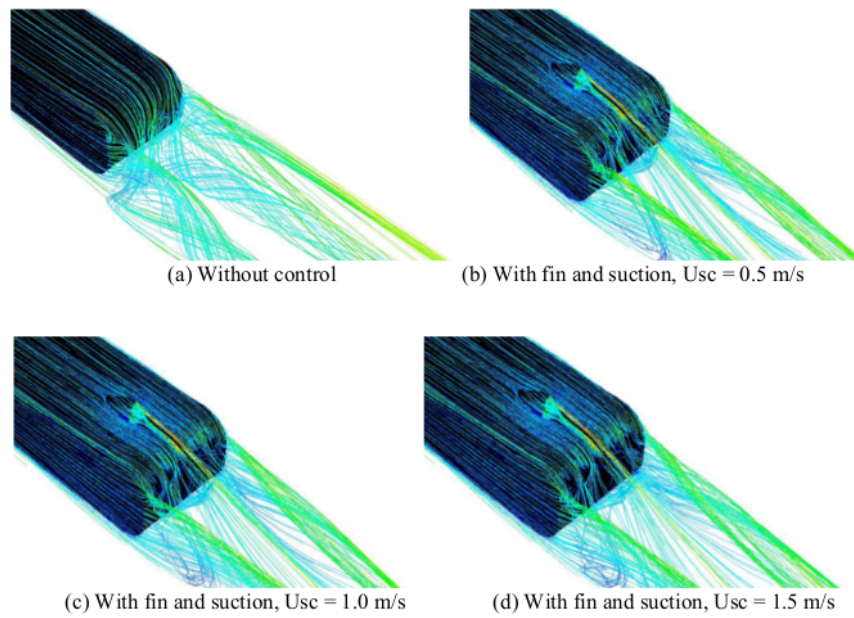 (a) Without control
(b) With fin and suction, Usc = 0.5 m/s
(c) With fin and suction, Usc = 1.0 m/s
(d) With fin and suction, Usc = 1.5 m/s